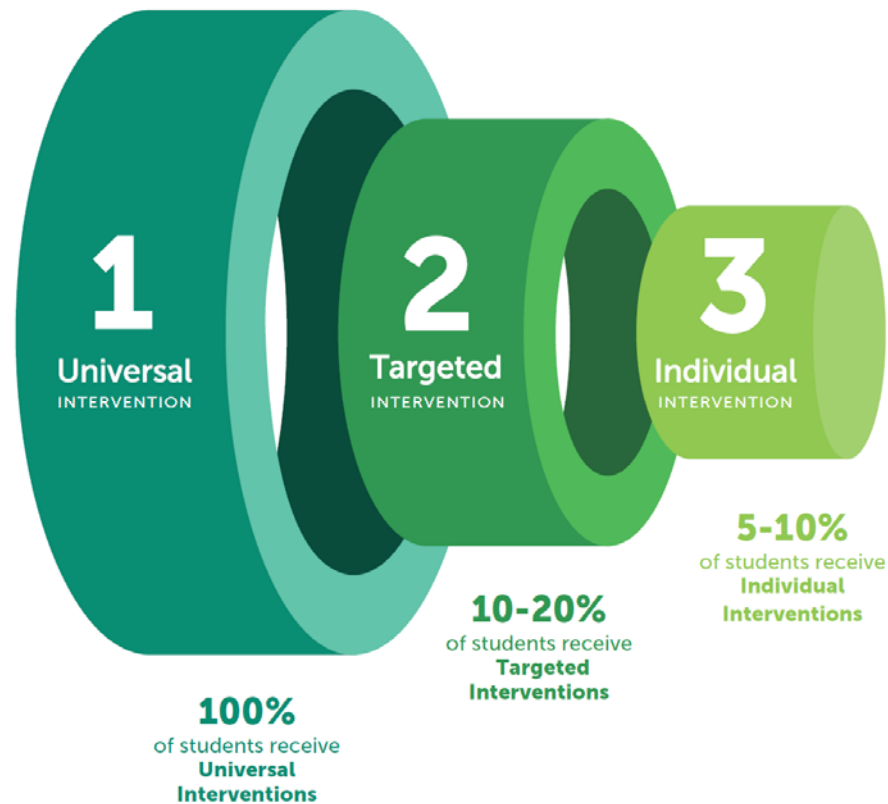 1
Universal
INTERVENTION
100%
of students receive
Universal
Interventions
2
Targeted
INTERVENTION
10-20%
of students receive
Targeted
Interventions
3
Individual
INTERVENTION
5-10%
of students receive
Individual
Interventions